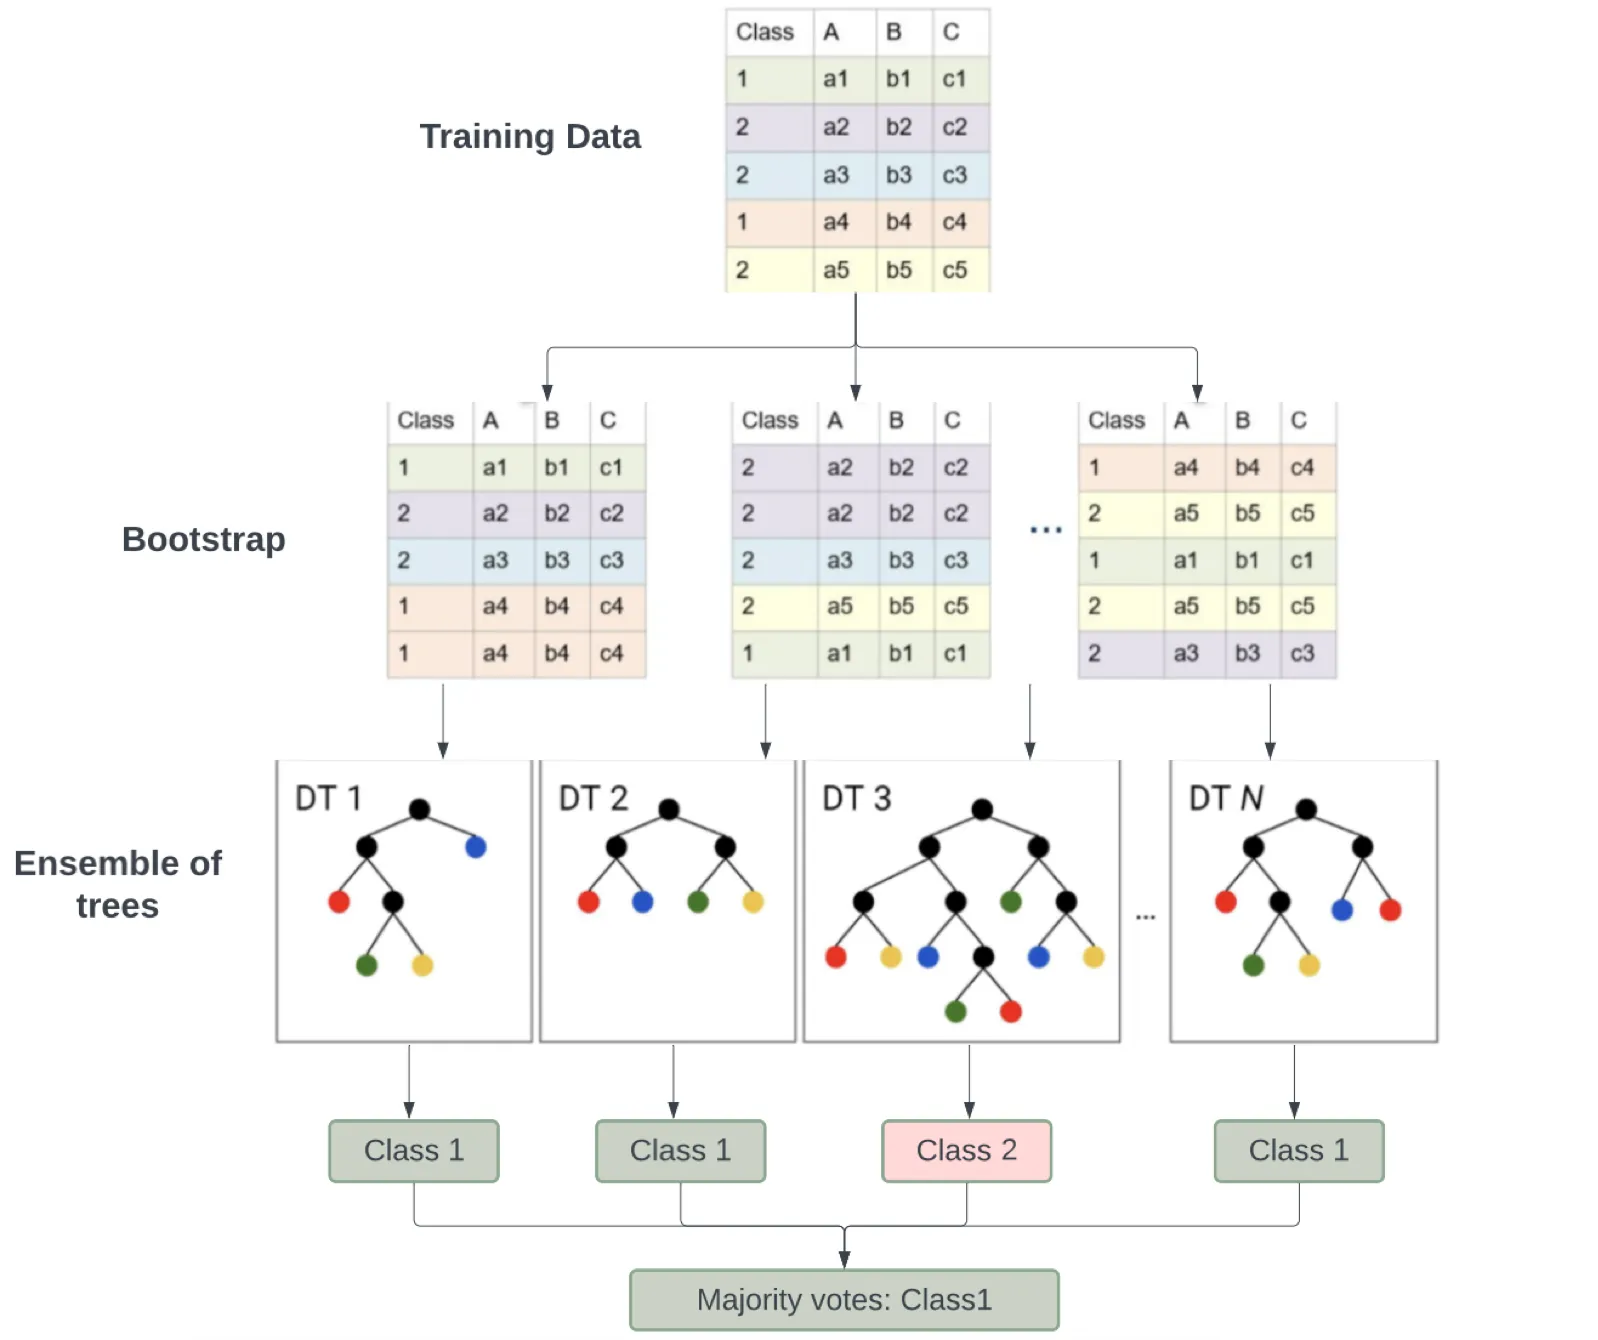 Class A B C
1 a1 b1 c1
Training Data
2 a2 b2 c2
2 a3 b3 c3
1 a4 b4 c4
2 a5 b5 c5
Class A B C
1 a1 b1 c1
2 a2 b2 c2
2 a3 b3 c3
1 a4 b4 c4
1 a4 b4 c4
Class A B C
2 a2 b2 c2
2 a2 b2 c2
2 a3 b3 c3
2 a5 b5 c5
1 a1 b1 c1
...
Class A B C
1 a4 b4 c4
2 a5 b5 c5
1 a1 b1 c1
2 a5 b5 c5
2 a3 b3 c3
Bootstrap
DT 1
DT 2
DT 3
DT N
Ensemble of
trees
...
Class 1
Class 1
Class 2
Class 1
Majority votes: Class1